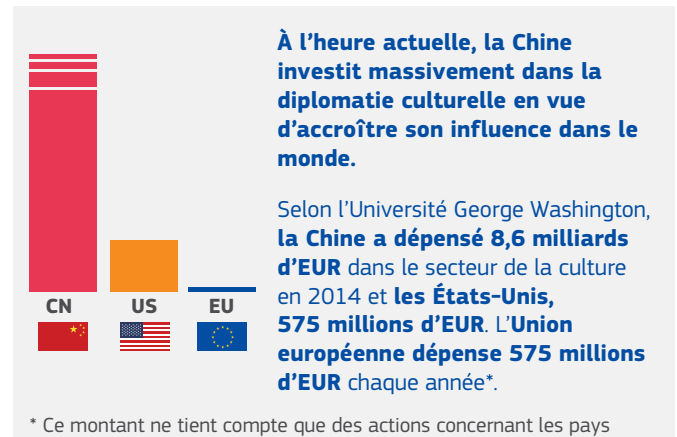 À l’heure actuelle, la Chine
investit massivement dans la
diplomatie culturelle en vue
d’accroître son influence dans le
monde.
Selon l’Université George Washington,
la Chine a dépensé 8,6 milliards
d’EUR dans le secteur de la culture
en 2014 et les États-Unis,
575 millions d’EUR. L’Union
européenne dépense 575 millions
d’EUR chaque année*.
CN US EU
* Ce montant ne tient compte que des actions concernant les pays